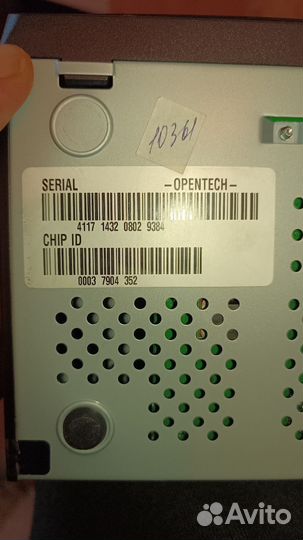 10361
SERIAL -OPENTECH-
4117 1432 0802 9384
CHIP ID
0003 7904 352
Avito